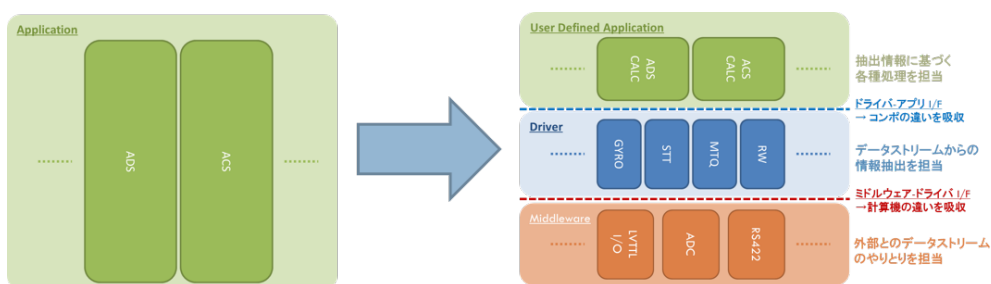 Application
ADS
ACS
User Defined Application
ADS
CALC
ACS
CALC
抽出情報に基づく
各種処理を担当
ドライバ-アプリ I/F
→ コンポの違いを吸収
Driver
GYRO
STT
MTQ
RW
データストリームからの
情報抽出を担当
ミドルウェア-ドライバ I/F
→計算機の違いを吸収
Middleware
LVTTL
I/O
ADC
RS422
外部とのデータストリーム
のやりとりを担当